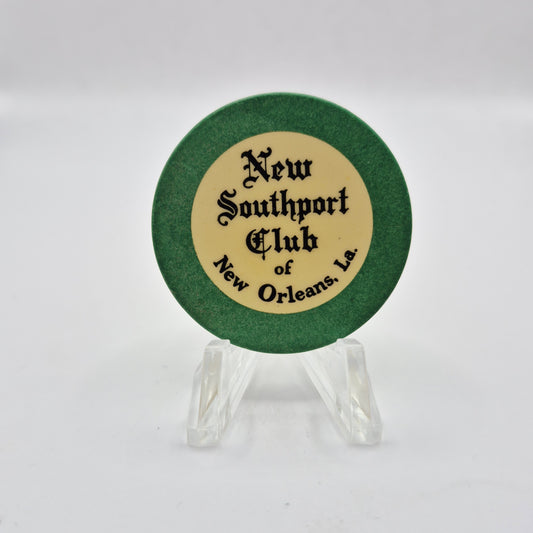 New
Southport
Club
of
New Orleans, La.